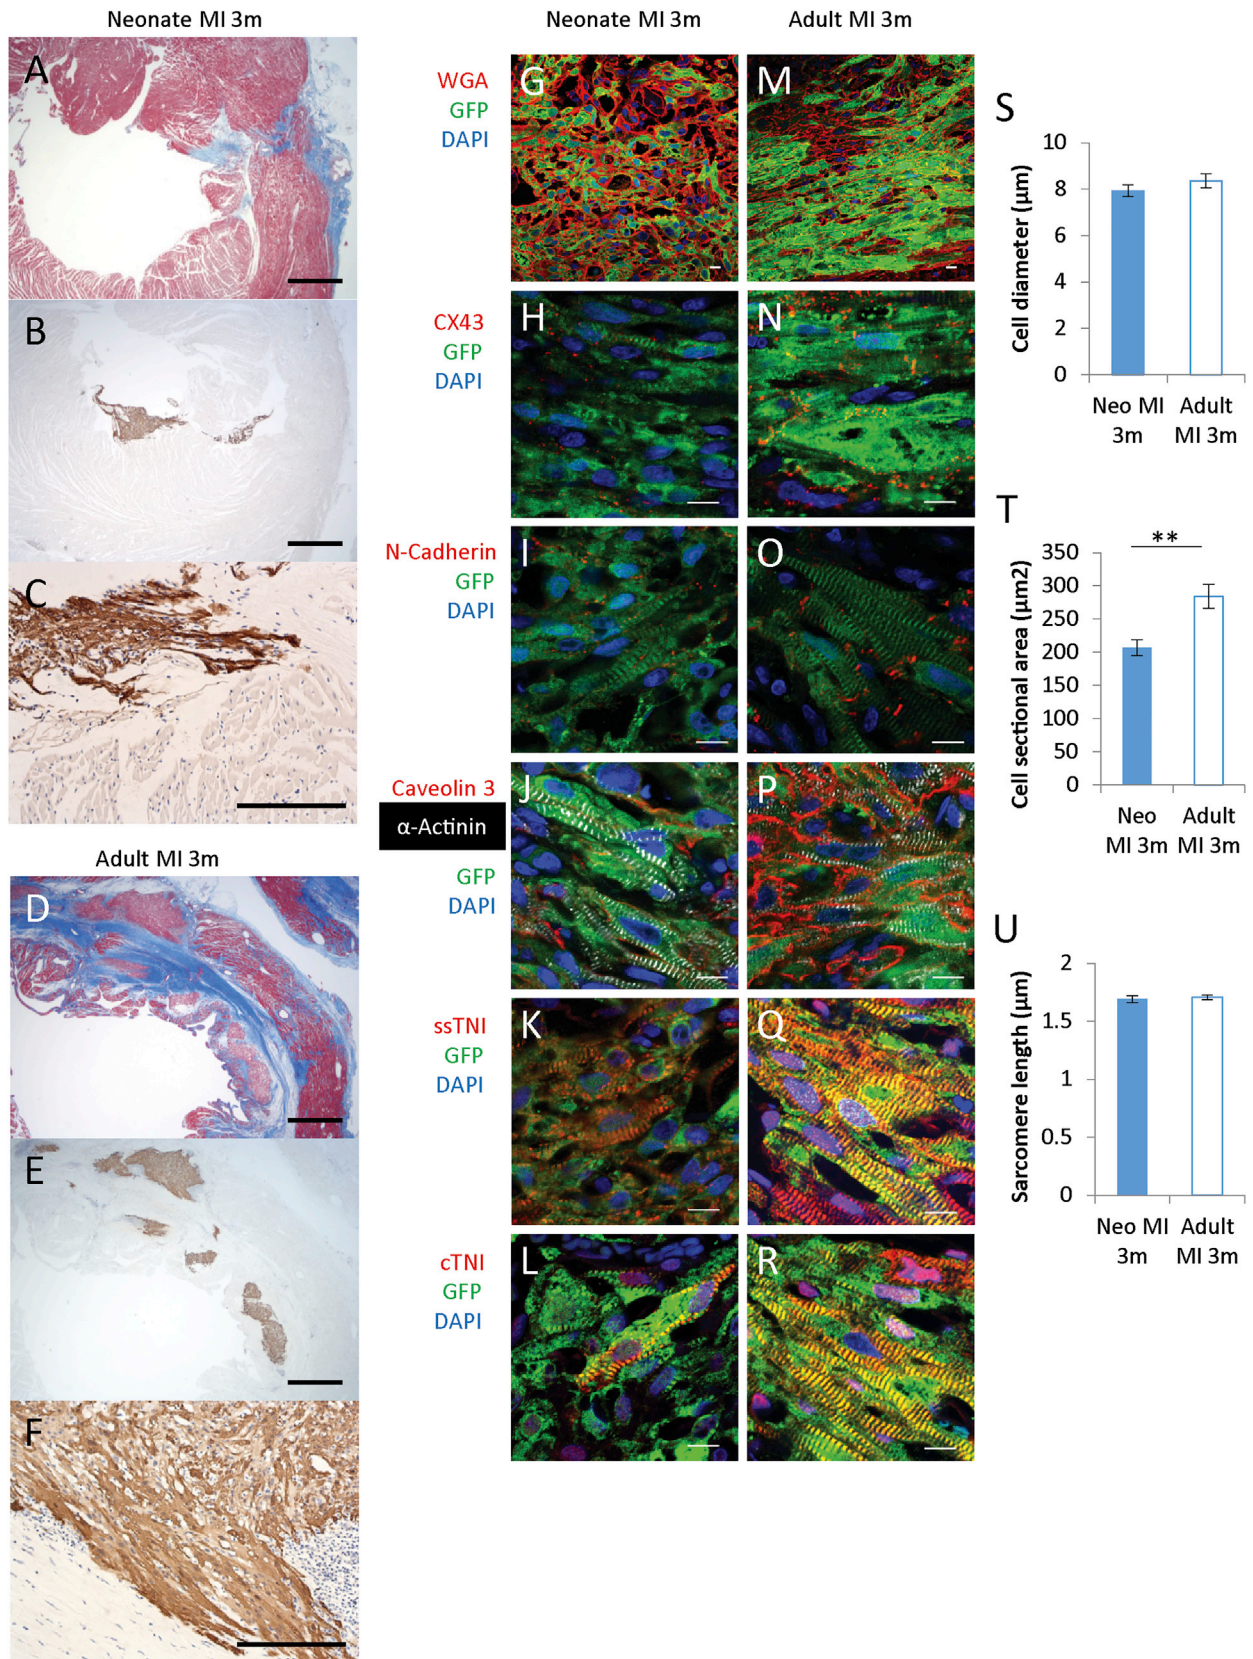 Neonate MI 3m
A
B
C
Adult MI 3m
D
E
F
Neonate MI 3m
Adult MI 3m
WGA
GFP
DAPI
G
M
CX43
GFP
DAPI
H
N
N-Cadherin
GFP
DAPI
I
O
Caveolin 3
α-Actinin
GFP
DAPI
J
P
ssTNI
GFP
DAPI
K
Q
cTNI
GFP
DAPI
L
R
S
Cell diameter (µm)
10
8
6
4
2
0
Neo MI
3m
Adult
MI 3m
T
Cell sectional area (µm2)
350
300
250
200
150
100
50
0
**
Neo
MI 3m
Adult
MI 3m
U
Sarcomere length (µm)
2
1.5
1
0.5
0
Neo MI
3m
Adult
MI 3m